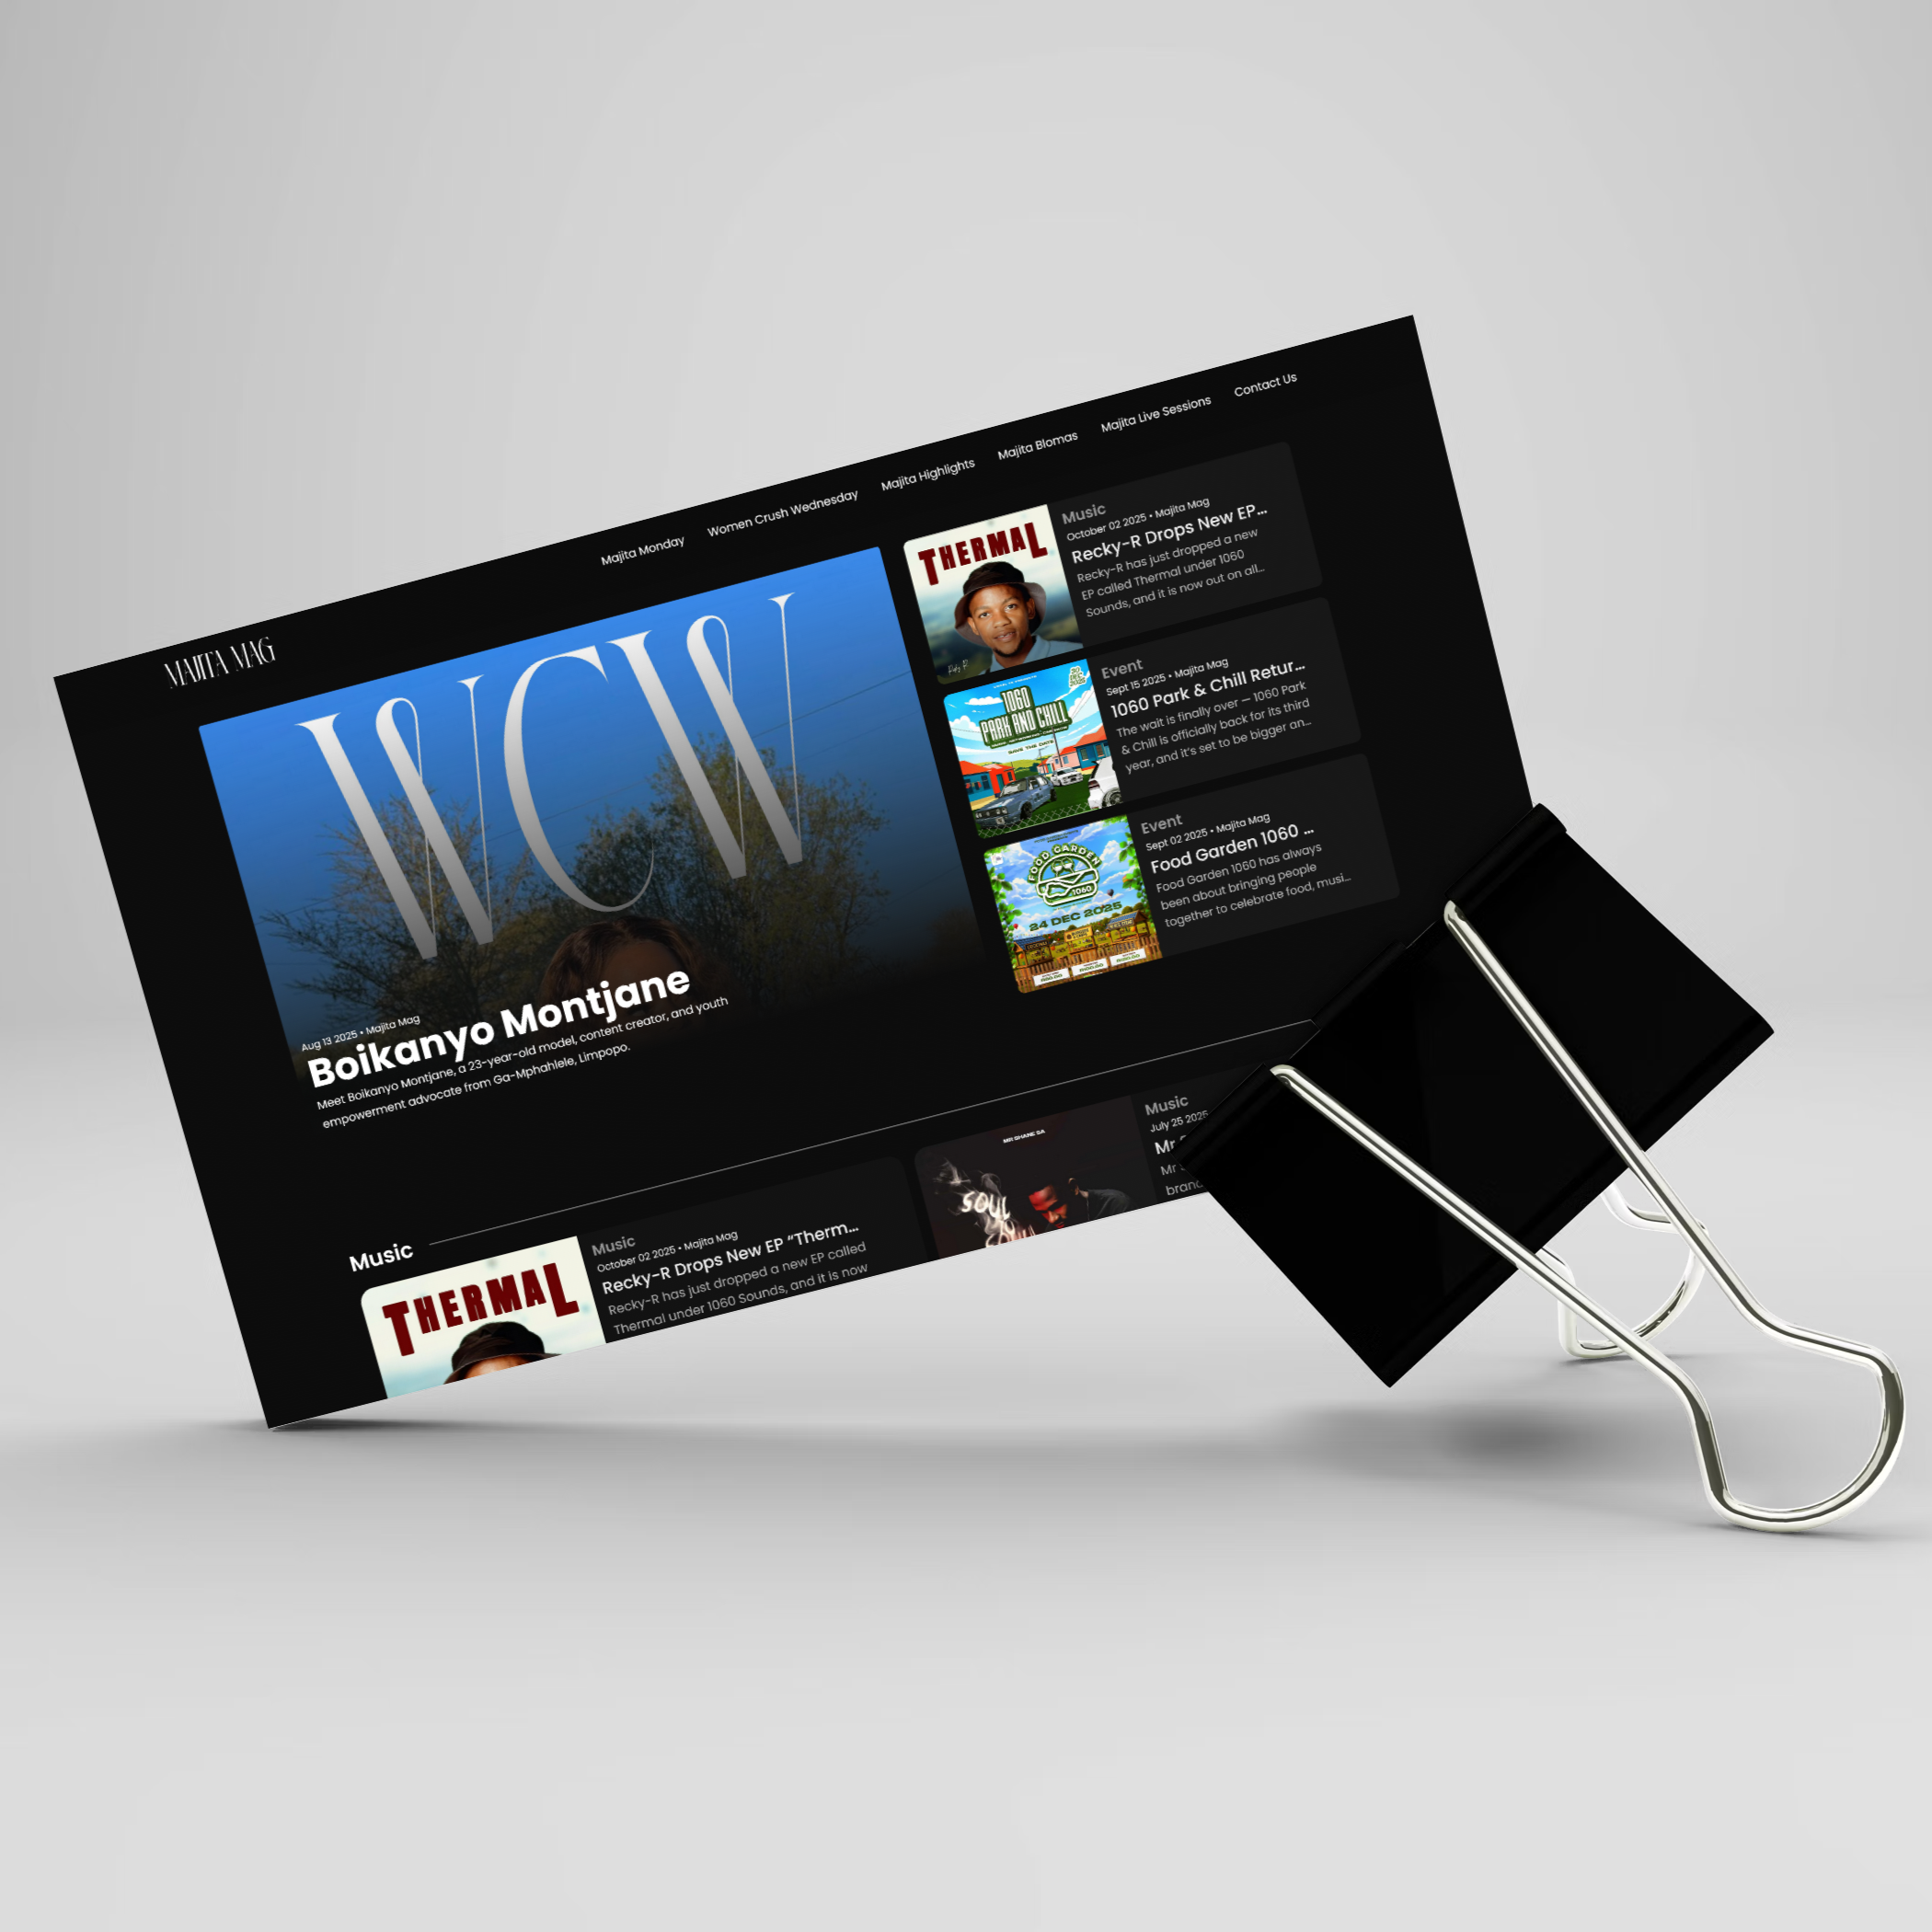 MAJITA MAG
Majita Monday
Women Crush Wednesday
Majita Highlights
Majita Blomas
Majita Live Sessions
Contact Us
WCW
Aug 13 2025 • Majita Mag
Boikanyo Montjane
Meet Boikanyo Montjane, a 23-year-old model, content creator, and youth
empowerment advocate from Ga-Mphahlele, Limpopo.
THERMAL
Music
October 02 2025 • Majita Mag
Recky-R Drops New EP...
Recky-R has just dropped a new
EP called Thermal under 1060
Sounds, and it is now out on all...
1060
PARK AND CHILL
SAVE THE DATE
Event
Sept 15 2025 • Majita Mag
1060 Park & Chill Retur...
The wait is finally over — 1060 Park
& Chill is officially back for its third
year, and it's set to be bigger an...
FOOD GARDEN
1060
24 DEC 2025
Event
Sept 02 2025 • Majita Mag
Food Garden 1060 ...
Food Garden 1060 has always
been about bringing people
together to celebrate food, musi...
Music
THERMAL
Music
October 02 2025 • Majita Mag
Recky-R Drops New EP “Therm...
Recky-R has just dropped a new EP called
Thermal under 1060 Sounds, and it is now
MR SHANE SA
SOUL
Music
July 25 2025
Mr
Mr
brand